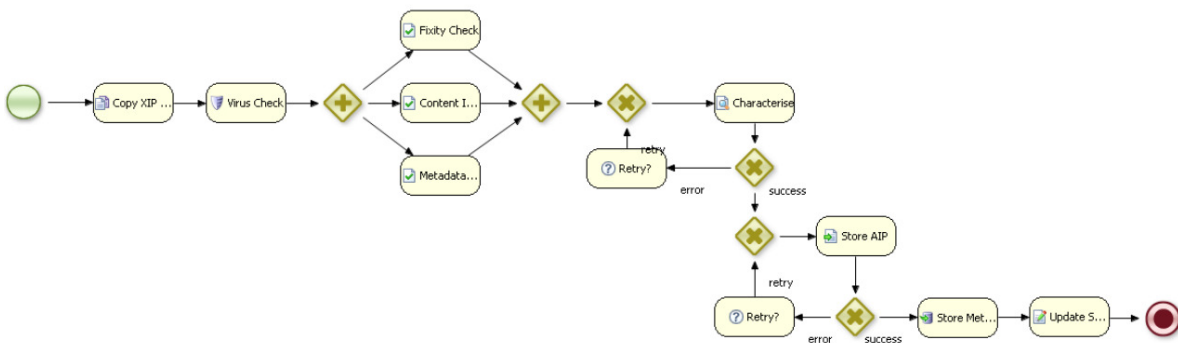 Fixity Check
Copy XIP ...
Virus Check
Content I...
Characterise
retry
Metadata...
Retry?
error
success
Store AIP
retry
Retry?
Store Met...
Update S...
error
success